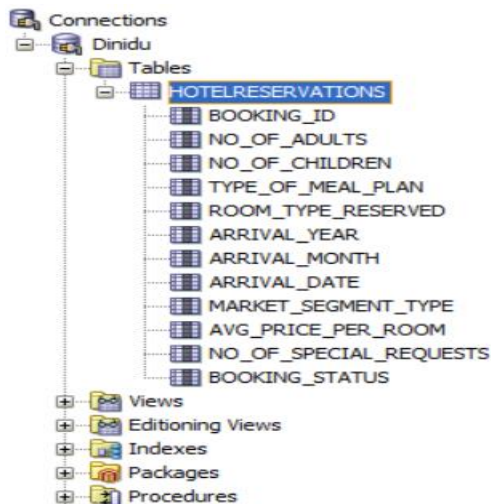 Connections
Dinidu
Tables
HOTELRESERVATIONS
BOOKING_ID
NO_OF_ADULTS
NO_OF_CHILDREN
TYPE_OF_MEAL_PLAN
ROOM_TYPE_RESERVED
ARRIVAL_YEAR
ARRIVAL_MONTH
ARRIVAL_DATE
MARKET_SEGMENT_TYPE
AVG_PRICE_PER_ROOM
NO_OF_SPECIAL_REQUESTS
BOOKING_STATUS
Views
Editioning Views
Indexes
Packages
Procedures